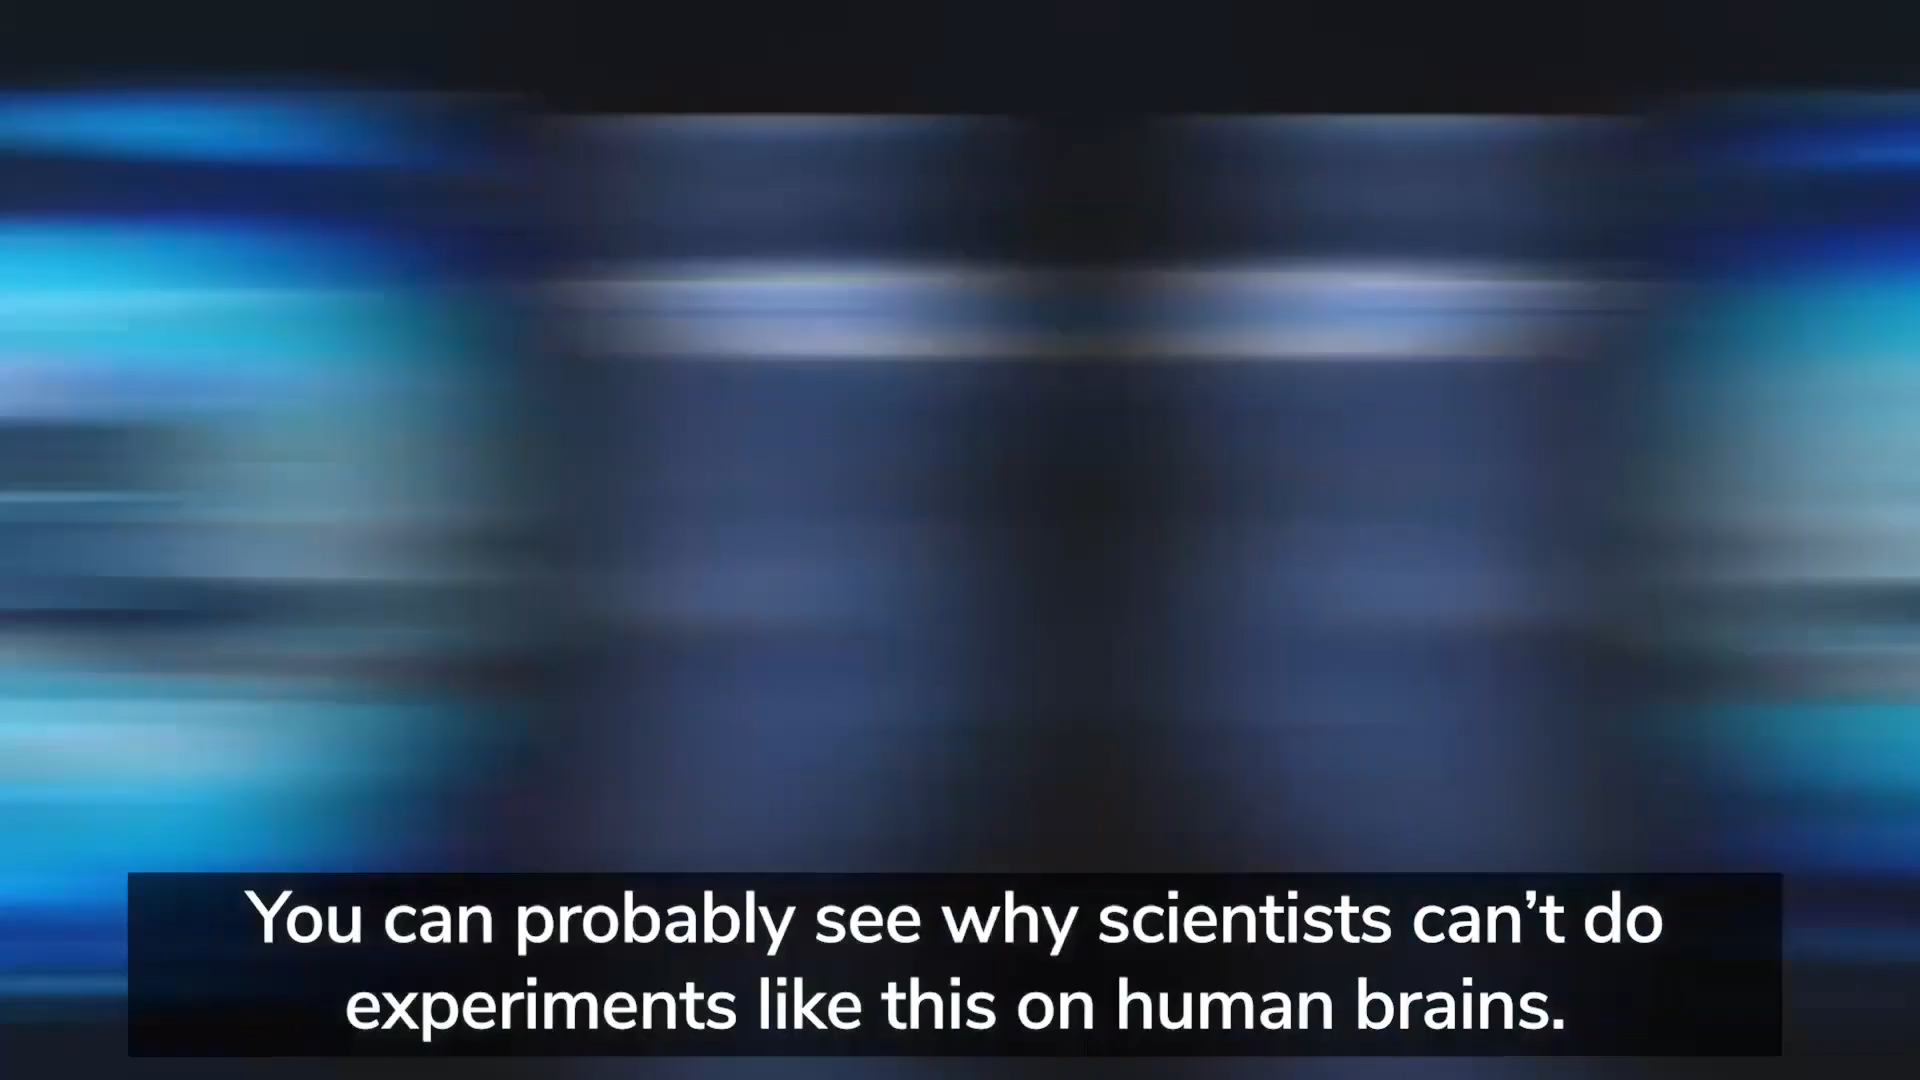 You can probably see why scientists can’t do
experiments like this on human brains.